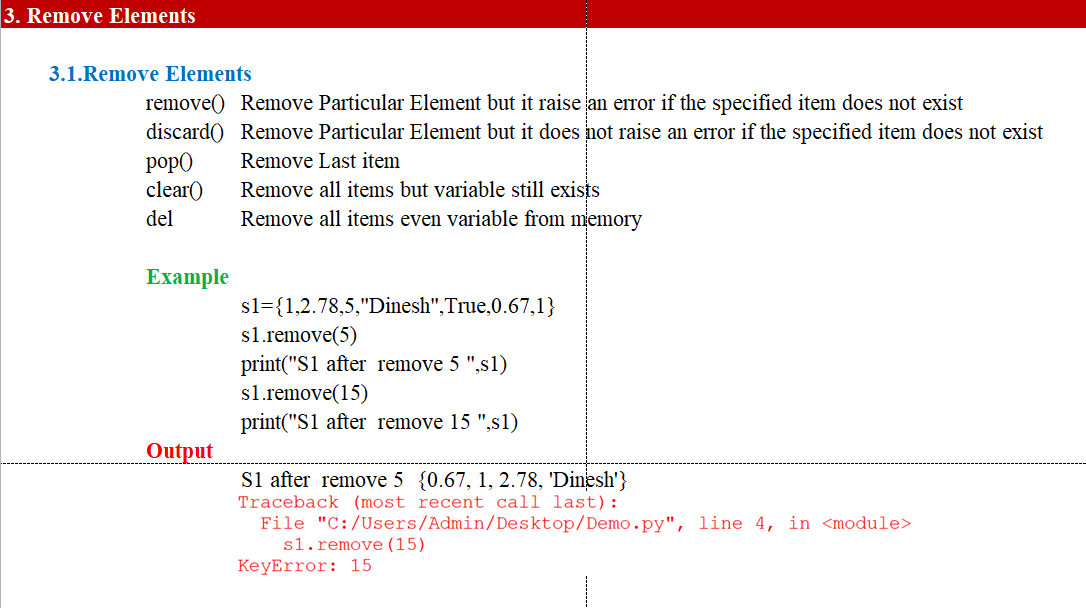 3. Remove Elements
3.1.Remove Elements
remove() Remove Particular Element but it raise an error if the specified item does not exist
discard() Remove Particular Element but it does not raise an error if the specified item does not exist
pop() Remove Last item
clear() Remove all items but variable still exists
del Remove all items even variable from memory
Example
s1={1,2.78,5,"Dinesh",True,0.67,1}
s1.remove(5)
print("S1 after  remove 5 ",s1)
s1.remove(15)
print("S1 after  remove 15 ",s1)
Output
S1 after  remove 5  {0.67, 1, 2.78, 'Dinesh'}
Traceback (most recent call last):
  File "C:/Users/Admin/Desktop/Demo.py", line 4, in <module>
    s1.remove(15)
KeyError: 15